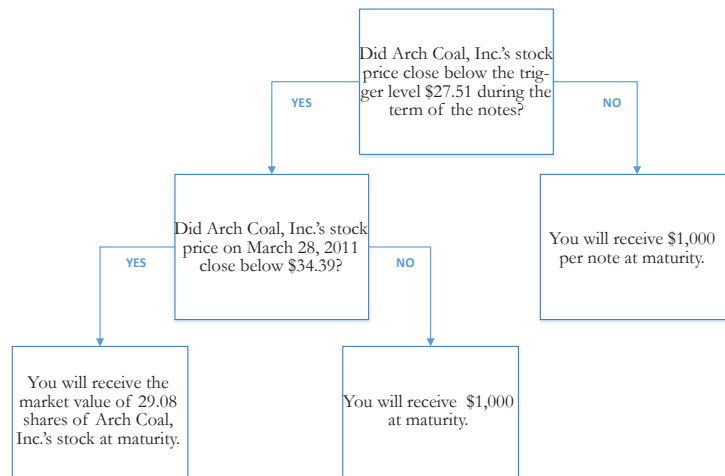 Did Arch Coal, Inc.'s stock
price close below the trig-
ger level $27.51 during the
term of the notes?
YES
NO
Did Arch Coal, Inc.'s stock
price on March 28, 2011
close below $34.39?
You will receive $1,000
per note at maturity.
YES
NO
You will receive the
market value of 29.08
shares of Arch Coal,
Inc.'s stock at maturity.
You will receive $1,000
at maturity.